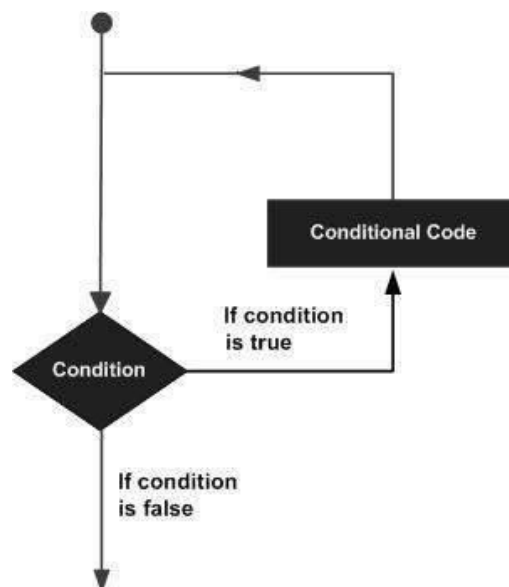 Conditional Code
If condition
is true
Condition
If condition
is false